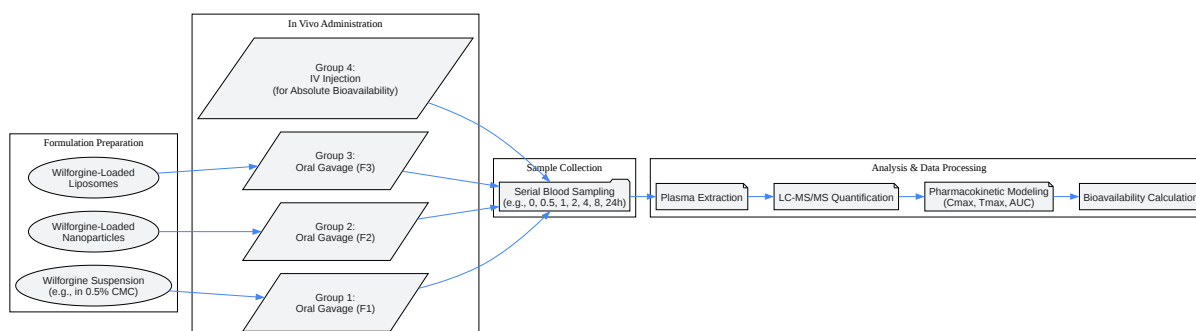 Formulation Preparation
Wilforgine-Loaded
Liposomes
Wilforgine-Loaded
Nanoparticles
Wilforgine Suspension
(e.g., in 0.5% CMC)
In Vivo Administration
Group 4:
IV Injection
(for Absolute Bioavailability)
Group 3:
Oral Gavage (F3)
Group 2:
Oral Gavage (F2)
Group 1:
Oral Gavage (F1)
Sample Collection
Serial Blood Sampling
(e.g., 0, 0.5, 1, 2, 4, 8, 24h)
Analysis & Data Processing
Plasma Extraction
LC-MS/MS Quantification
Pharmacokinetic Modeling
(Cmax, Tmax, AUC)
Bioavailability Calculation